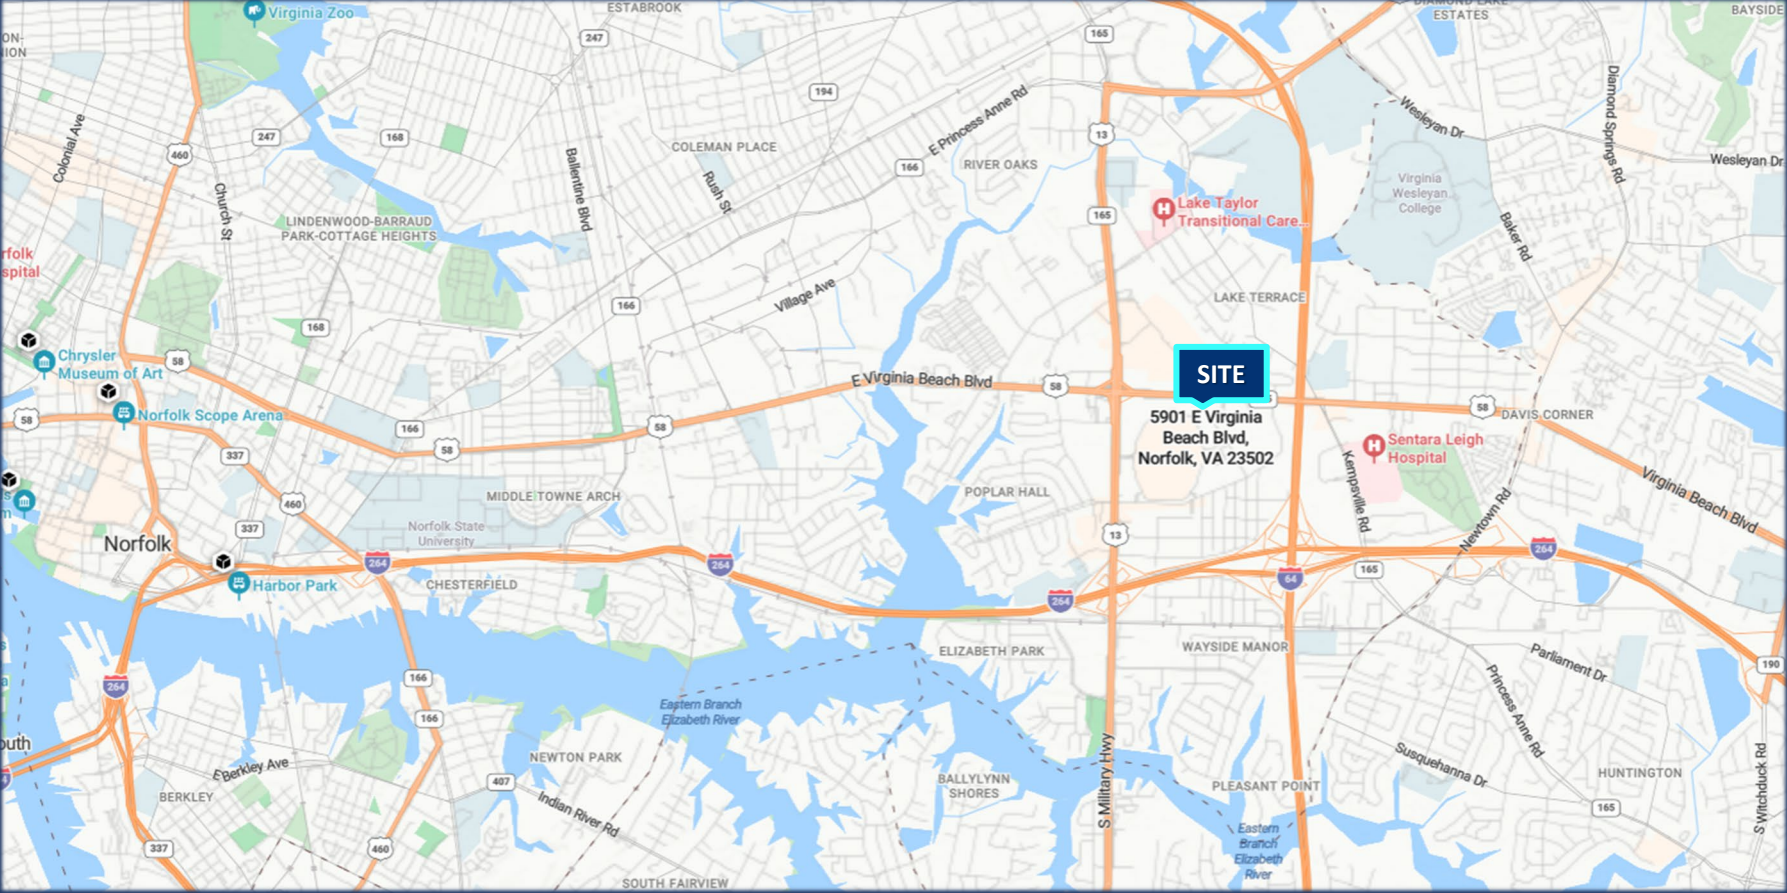 Virginia Zoo
ESTABROOK
DIAMOND LAKE
ESTATES
BAYSIDE
247
165
194
Colonial Ave
247
168
460
Church St
Ballentine Blvd
COLEMAN PLACE
Rush St
166
E Princess Anne Rd
RIVER OAKS
13
165
Lake Taylor
Transitional Care...
Wesleyan Dr
Diamond Springs Rd
Wesleyan Dr
Virginia
Wesleyan
College
Baker Rd
LINDENWOOD-BARRAUD
PARK-COTTAGE HEIGHTS
rfolk
spital
168
166
Village Ave
LAKE TERRACE
Chrysler
Museum of Art
58
E Virginia Beach Blvd
58
SITE
5901 E Virginia
Beach Blvd,
Norfolk, VA 23502
58
DAVIS CORNER
58
Norfolk Scope Arena
166
58
58
337
Sentara Leigh
Hospital
Kempsville Rd
Newtown Rd
Virginia Beach Blvd
MIDDLE TOWNE ARCH
POPLAR HALL
460
337
Norfolk State
University
Norfolk
13
264
264
264
264
64
165
Harbor Park
CHESTERFIELD
ELIZABETH PARK
WAYSIDE MANOR
Parliament Dr
190
264
166
166
Eastern Branch
Elizabeth River
Princess Anne Rd
outh
E Berkley Ave
NEWTON PARK
S Military Hwy
Susquehanna Dr
S Witchduck Rd
HUNTINGTON
BERKLEY
407
Indian River Rd
BALLYLYNN
SHORES
PLEASANT POINT
165
337
460
Eastern
Branch
Elizabeth
River
SOUTH FAIRVIEW